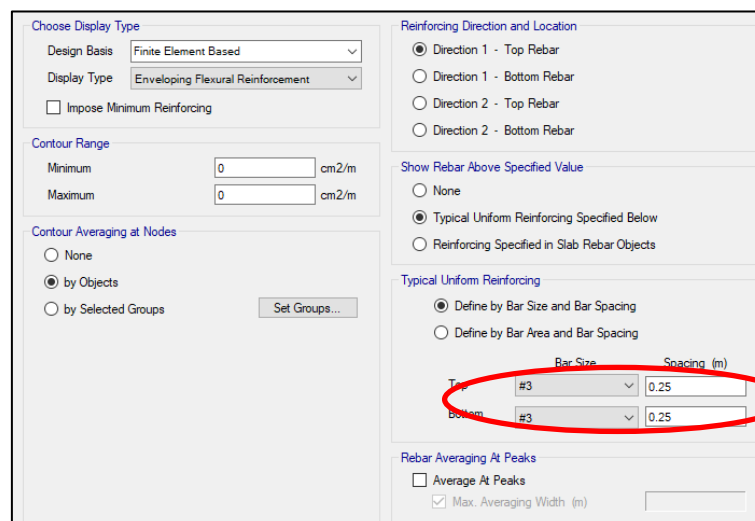 Choose Display Type
Design Basis Finite Element Based
Display Type Enveloping Flexural Reinforcement
Impose Minimum Reinforcing
Contour Range
Minimum 0 cm2/m
Maximum 0 cm2/m
Contour Averaging at Nodes
None
by Objects
by Selected Groups Set Groups...
Reinforcing Direction and Location
Direction 1 - Top Rebar
Direction 1 - Bottom Rebar
Direction 2 - Top Rebar
Direction 2 - Bottom Rebar
Show Rebar Above Specified Value
None
Typical Uniform Reinforcing Specified Below
Reinforcing Specified in Slab Rebar Objects
Typical Uniform Reinforcing
Define by Bar Size and Bar Spacing
Define by Bar Area and Bar Spacing
Bar Size Spacing (m)
Top #3 0.25
Bottom #3 0.25
Rebar Averaging At Peaks
Average At Peaks
Max. Averaging Width (m)